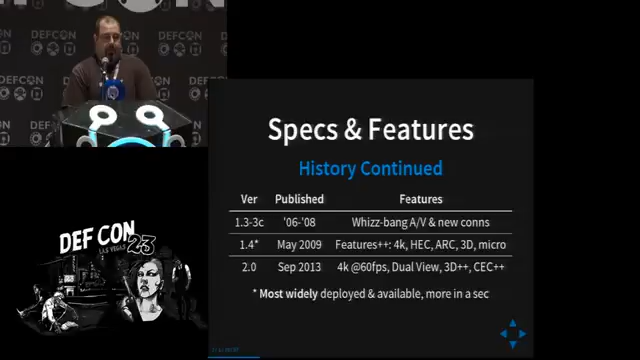 DEFCON
DEFCON
DEFCON
DEF CON
LAS VEGAS
23
Specs & Features
History Continued
Ver Published Features
1.3-3c '06-'08 Whizz-bang A/V & new conns
1.4* May 2009 Features++: 4k, HEC, ARC, 3D, micro
2.0 Sep 2013 4k @60fps, Dual View, 3D++, CEC++
* Most widely deployed & available, more in a sec